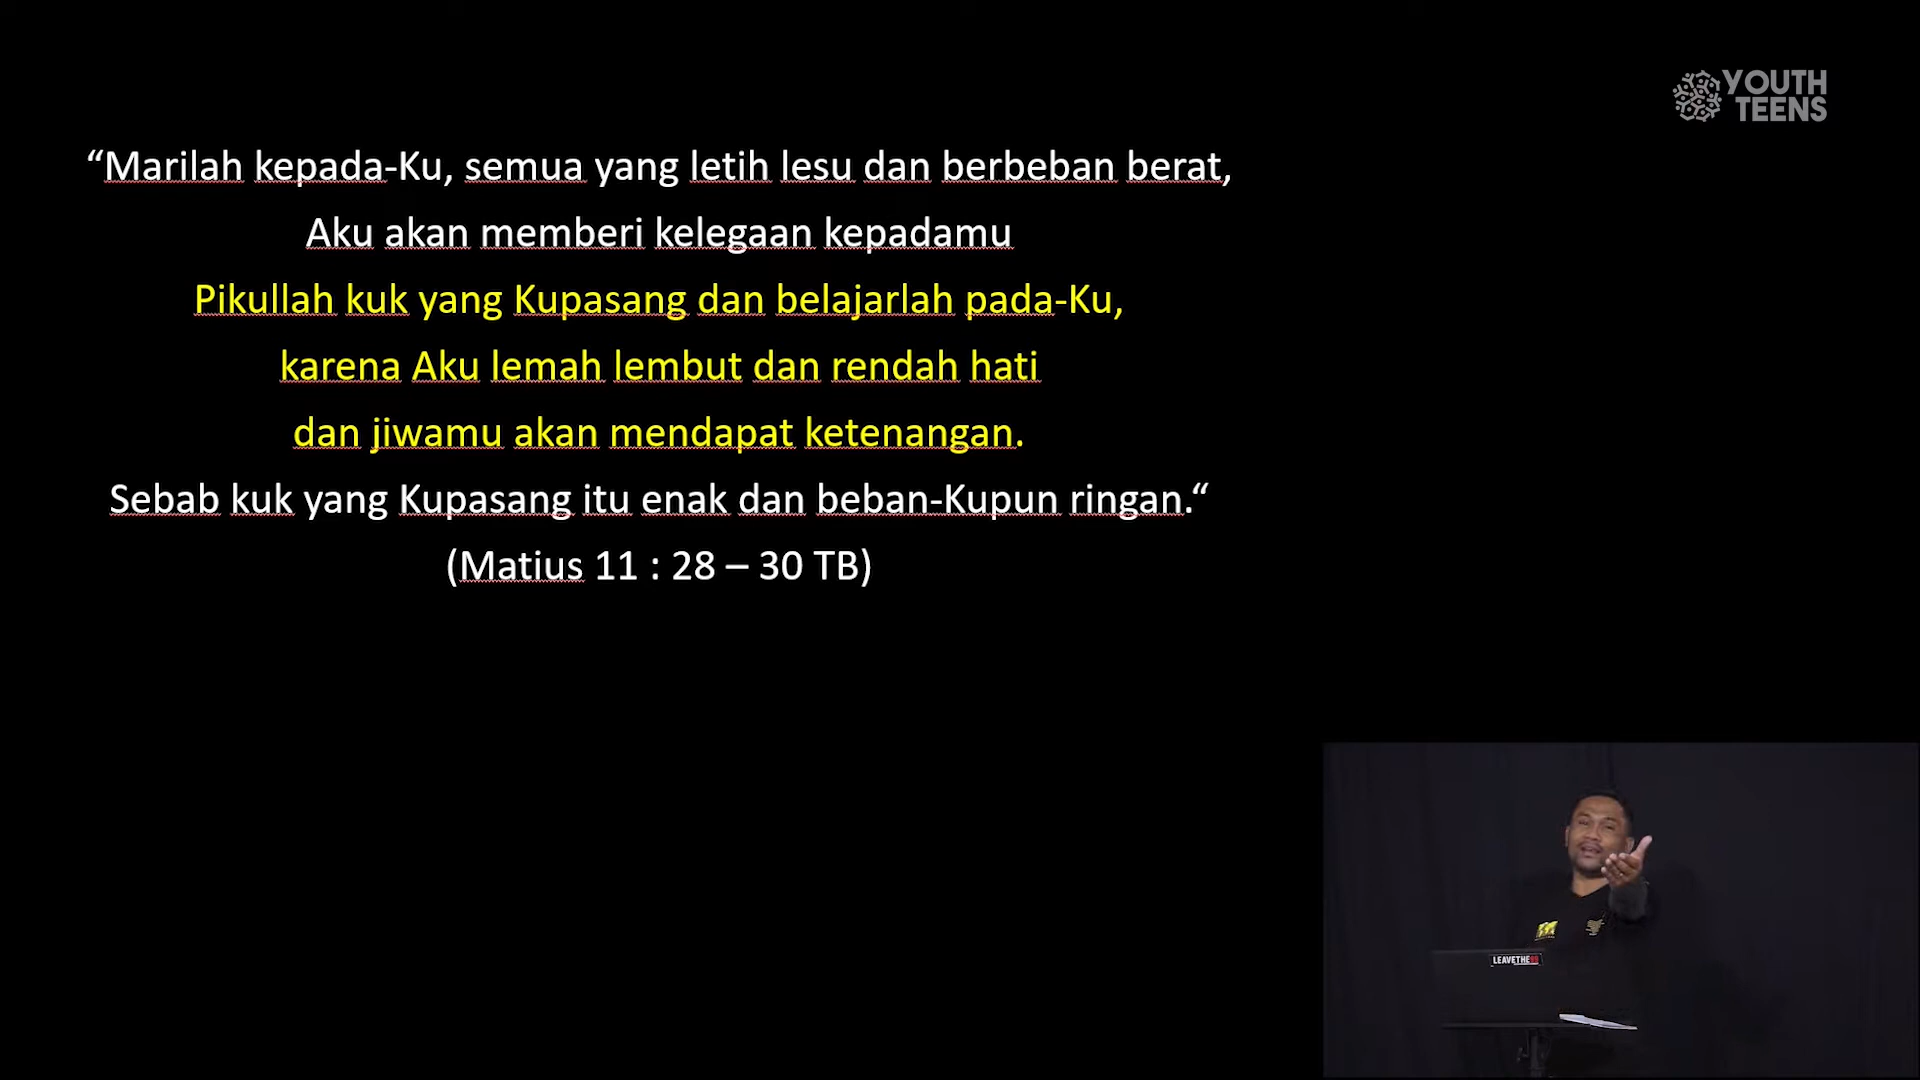 YOUTH
TEENS
“Marilah kepada-Ku, semua yang letih lesu dan berbeban berat,
Aku akan memberi kelegaan kepadamu
Pikullah kuk yang Kupasang dan belajarlah pada-Ku,
karena Aku lemah lembut dan rendah hati
dan jiwamu akan mendapat ketenangan.
Sebab kuk yang Kupasang itu enak dan beban-Kupun ringan.“
(Matius 11 : 28 – 30 TB)